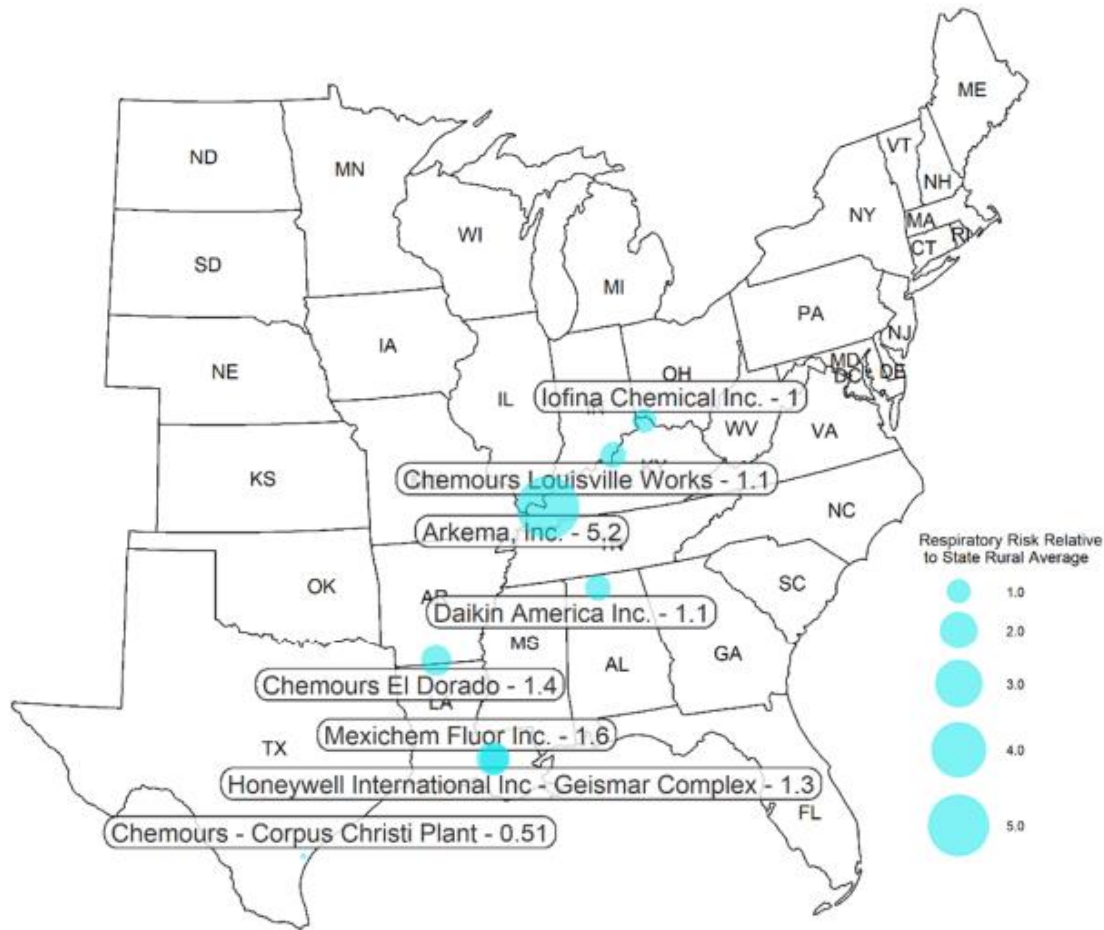 ME
ND
MN
VT
NH
NY
WI
MA
SD
CT
RI
MI
PA
IA
NJ
NE
MD
OH
DC
DE
Iofina Chemical Inc. - 1
IL
IN
WV
VA
KS
KY
Chemours Louisville Works - 1.1
NC
Arkema, Inc. - 5.2
TN
Respiratory Risk Relative
to State Rural Average
OK
SC
1.0
AR
Daikin America Inc. - 1.1
2.0
MS
GA
AL
Chemours El Dorado - 1.4
3.0
LA
Mexichem Fluor Inc. - 1.6
TX
4.0
Honeywell International Inc - Geismar Complex - 1.3
FL
Chemours - Corpus Christi Plant - 0.51
5.0